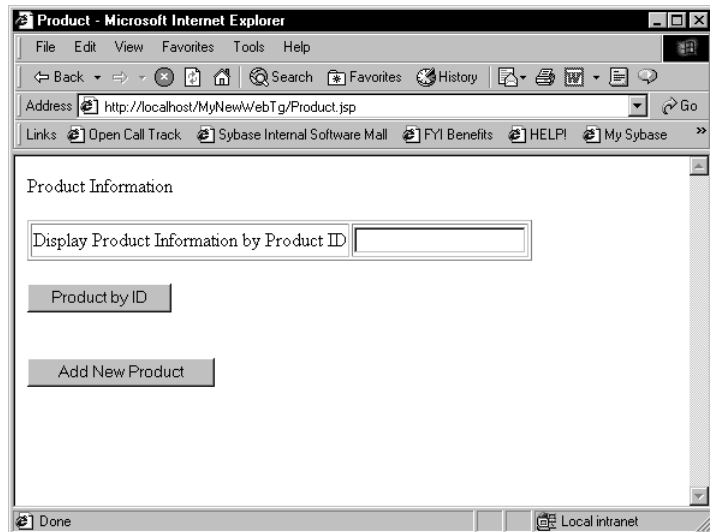 Product - Microsoft Internet Explorer
File Edit View Favorites Tools Help
Back Search Favorites History
Address http://localhost/MyNewWebTg/Product.jsp Go
Links Open Call Track Sybase Internal Software Mall FYI Benefits HELP! My Sybase »
Product Information
Display Product Information by Product ID
Product by ID
Add New Product
Done Local intranet